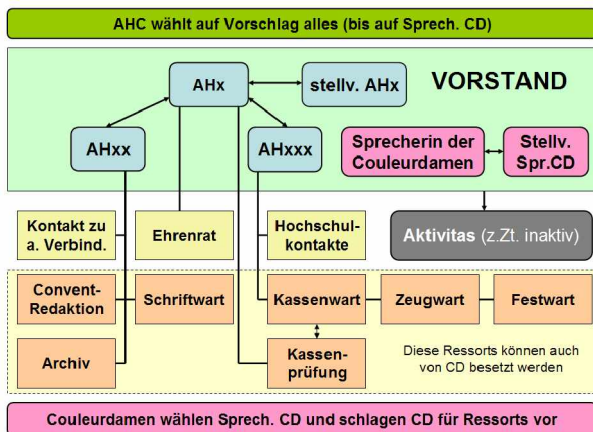 AHC wählt auf Vorschlag alles (bis auf Sprech. CD)
VORSTAND
AHx
stellv. AHx
AHxx
AHxxx
Sprecherin der
Couleurdamen
Stellv.
Spr.CD
Kontakt zu
a. Verbind.
Ehrenrat
Hochschul-
kontakte
Aktivitas (z.Zt. inaktiv)
Convent-
Redaktion
Schriftwart
Kassenwart
Zeugwart
Festwart
Archiv
Kassen-
prüfung
Diese Ressorts können auch
von CD besetzt werden
Couleurdamen wählen Sprech. CD und schlagen CD für Ressorts vor